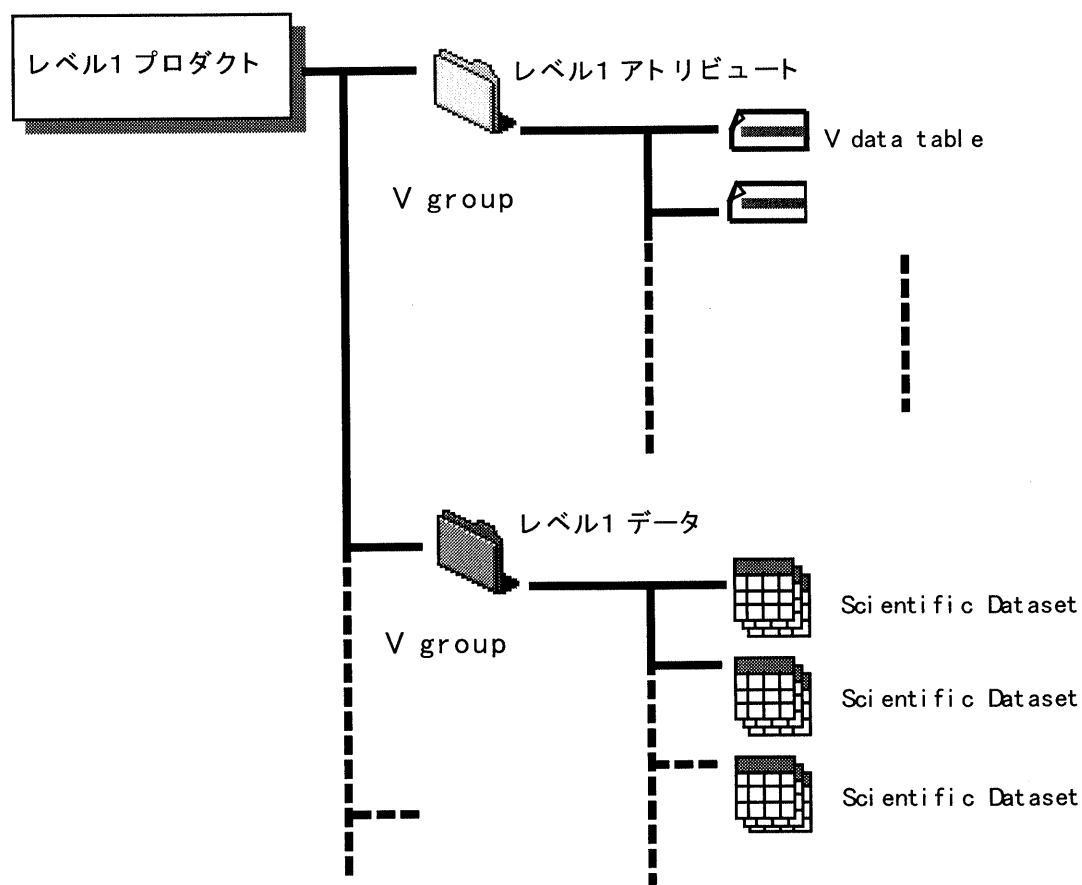 レベル1 プロダクト
レベル1 アトリビュート
V data table
V group
レベル1 データ
V group
Scientific Dataset
Scientific Dataset
Scientific Dataset